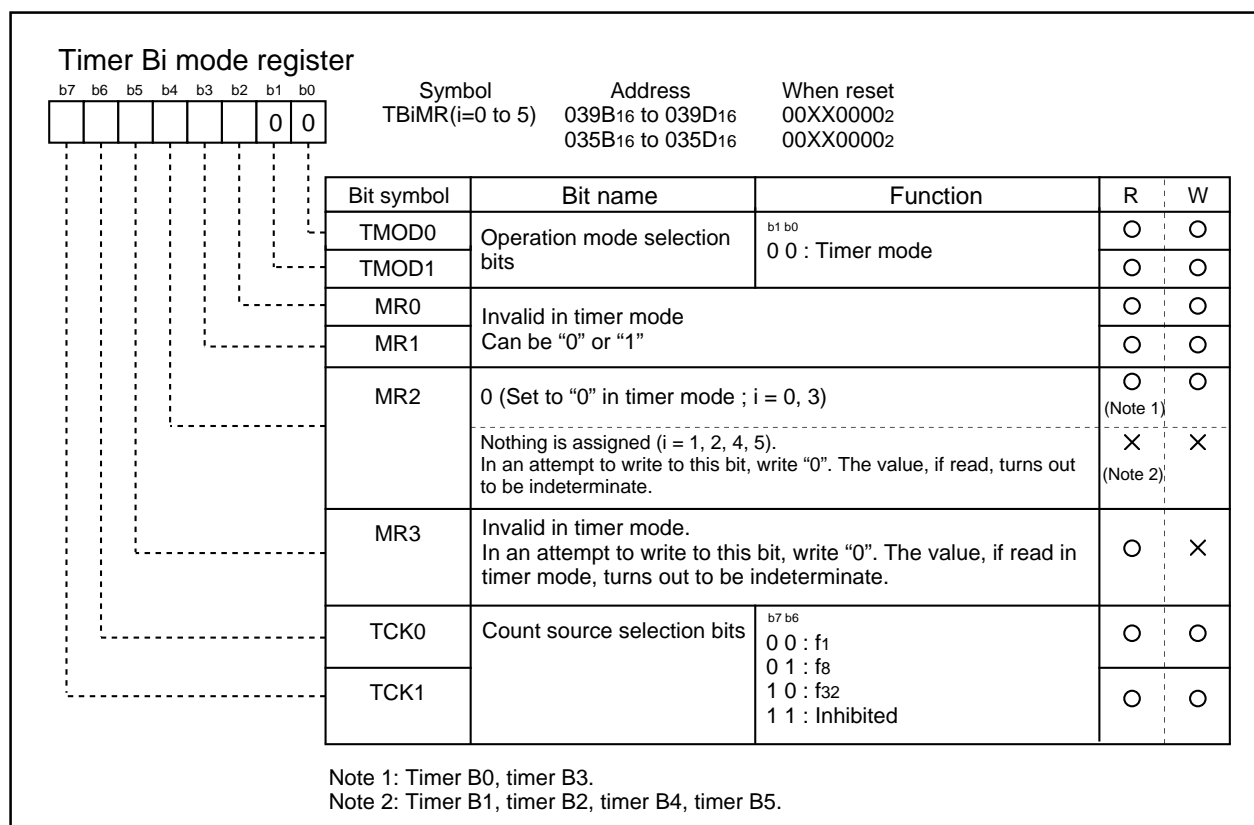 Timer Bi mode register
b7 b6 b5 b4 b3 b2 b1 b0
0 0
Symbol Address When reset
TBiMR(i=0 to 5) 039B16 to 039D16 00XX00002
035B16 to 035D16 00XX00002
Bit symbol Bit name Function R W
TMOD0
TMOD1
Operation mode selection
bits
b1 b0
0 0 : Timer mode
MR0
MR1
Invalid in timer mode
Can be “0” or “1”
MR2
0 (Set to “0” in timer mode ; i = 0, 3)
(Note 1)
Nothing is assigned (i = 1, 2, 4, 5).
In an attempt to write to this bit, write “0”. The value, if read, turns out
to be indeterminate.
(Note 2)
MR3
Invalid in timer mode.
In an attempt to write to this bit, write “0”. The value, if read in
timer mode, turns out to be indeterminate.
TCK0
TCK1
Count source selection bits
b7 b6
0 0 : f1
0 1 : f8
1 0 : f32
1 1 : Inhibited
Note 1: Timer B0, timer B3.
Note 2: Timer B1, timer B2, timer B4, timer B5.